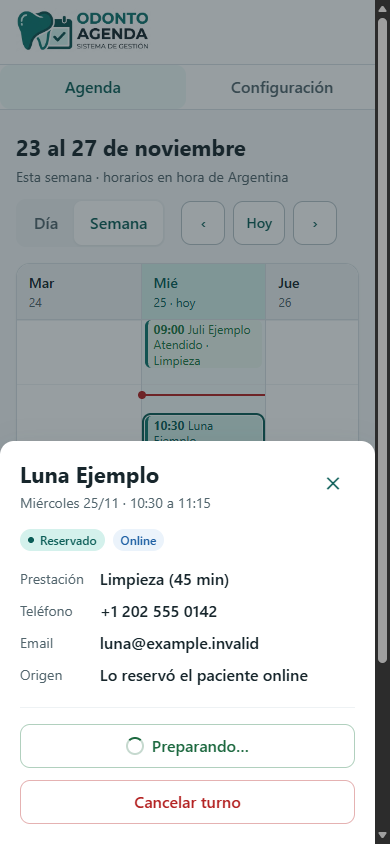 ODONTO
AGENDA
SISTEMA DE GESTIÓN
Agenda
Configuración
23 al 27 de noviembre
Esta semana · horarios en hora de Argentina
Día
Semana
‹
Hoy
›
Mar
24
Mié
25 · hoy
Jue
26
09:00 Juli Ejemplo
Atendido ·
Limpieza
10:30 Luna
Ejemplo
Luna Ejemplo
Miércoles 25/11 · 10:30 a 11:15
Reservado
Online
Prestación Limpieza (45 min)
Teléfono +1 202 555 0142
Email luna@example.invalid
Origen Lo reservó el paciente online
Preparando...
Cancelar turno